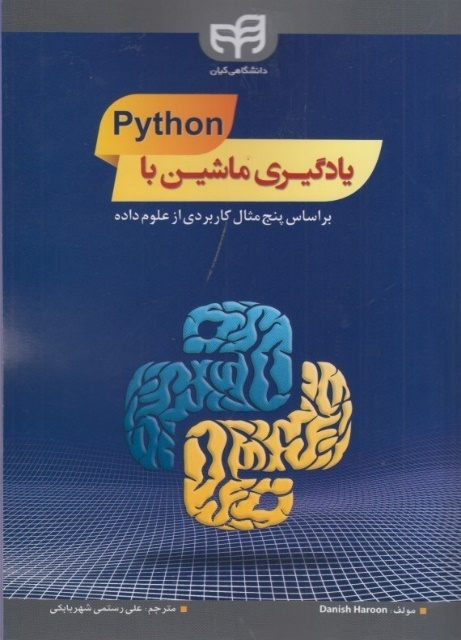 دانشگاهی کیان
Python
یادگیری ماشین با
براساس پنج مثال کاربردی از علوم داده
مولف: Danish Haroon
مترجم: علی رستمی شهربابکی